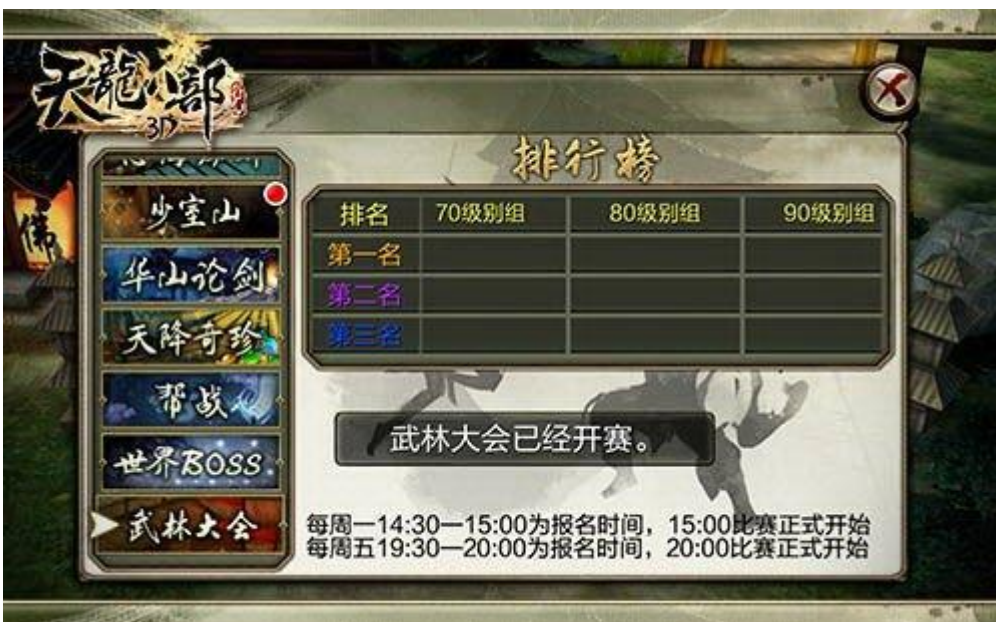 天龍八部
3D
排行榜
少室山
华山论剑
天降奇珍
帮战
世界BOSS
武林大会
排名 70级别组 80级别组 90级别组
第一名
第二名
第三名
武林大会已经开赛。
每周一14:30—15:00为报名时间，15:00比赛正式开始
每周五19:30—20:00为报名时间，20:00比赛正式开始
佛